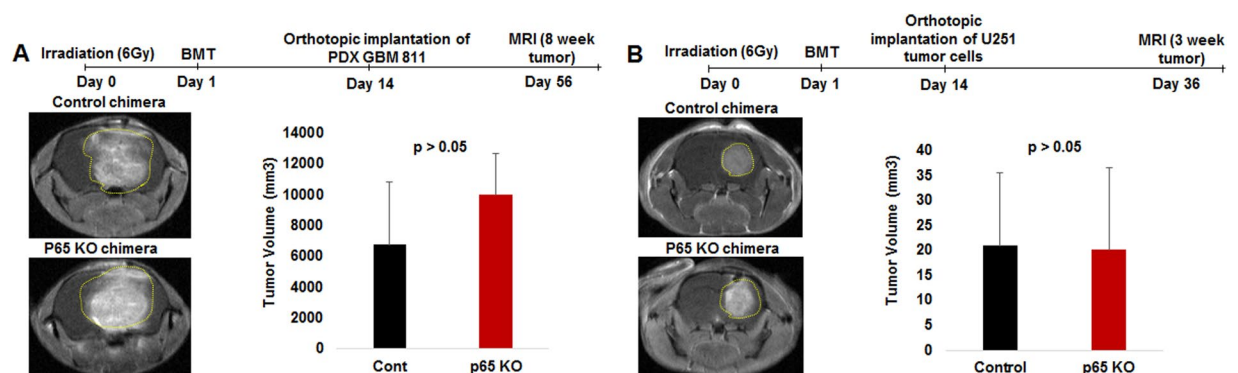 A
Irradiation (6Gy)
BMT
Orthotopic implantation of
PDX GBM 811
MRI (8 week
tumor)
Day 0
Day 1
Day 14
Day 56
Control chimera
P65 KO chimera
Tumor Volume (mm3)
14000
12000
10000
8000
6000
4000
2000
0
p > 0.05
Cont
p65 KO
B
Irradiation (6Gy)
BMT
Orthotopic
implantation of U251
tumor cells
MRI (3 week
tumor)
Day 0
Day 1
Day 14
Day 36
Control chimera
P65 KO chimera
Tumor Volume (mm3)
40
35
30
25
20
15
10
5
0
p > 0.05
Control
p65 KO